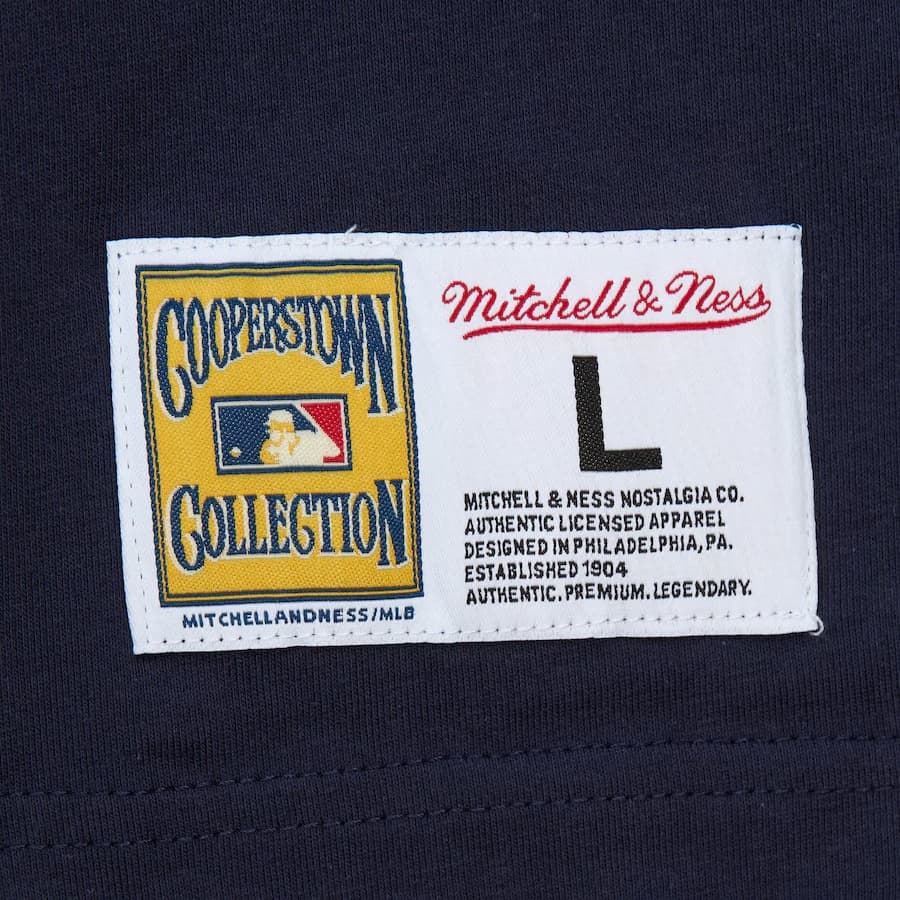 COOPERSTOWN
COLLECTION
MITCHELLANDNESS/MLB
Mitchell & Ness
L
MITCHELL & NESS NOSTALGIA CO.
AUTHENTIC LICENSED APPAREL
DESIGNED IN PHILADELPHIA, PA.
ESTABLISHED 1904
AUTHENTIC. PREMIUM. LEGENDARY.